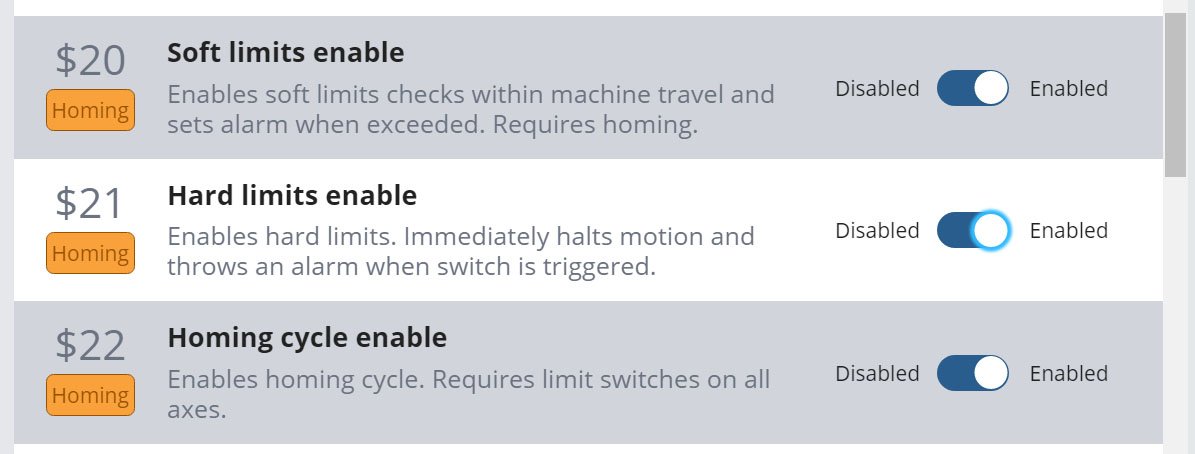 $20
Homing
Soft limits enable
Enables soft limits checks within machine travel and
sets alarm when exceeded. Requires homing.
Disabled
Enabled
$21
Homing
Hard limits enable
Enables hard limits. Immediately halts motion and
throws an alarm when switch is triggered.
Disabled
Enabled
$22
Homing
Homing cycle enable
Enables homing cycle. Requires limit switches on all
axes.
Disabled
Enabled